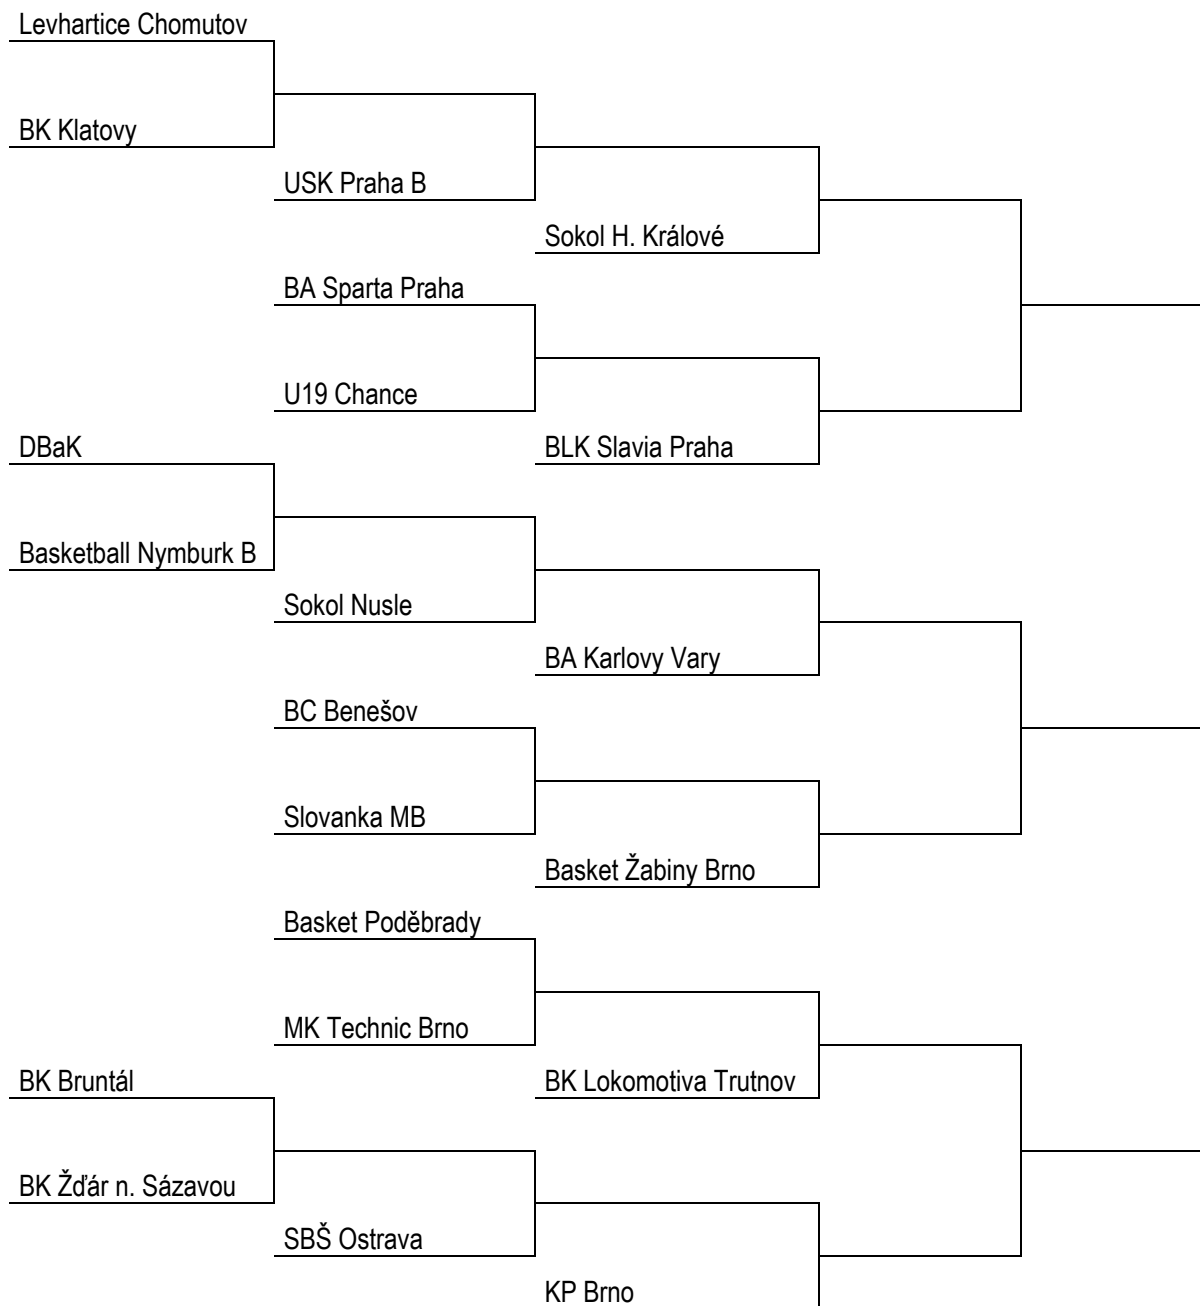 Levhartice Chomutov
BK Klatovy
USK Praha B
Sokol H. Králové
BA Sparta Praha
U19 Chance
DBaK
BLK Slavia Praha
Basketball Nymburk B
Sokol Nusle
BA Karlovy Vary
BC Benešov
Slovanka MB
Basket Žabiny Brno
Basket Poděbrady
MK Technic Brno
BK Bruntál
BK Lokomotiva Trutnov
BK Žďár n. Sázavou
SBŠ Ostrava
KP Brno